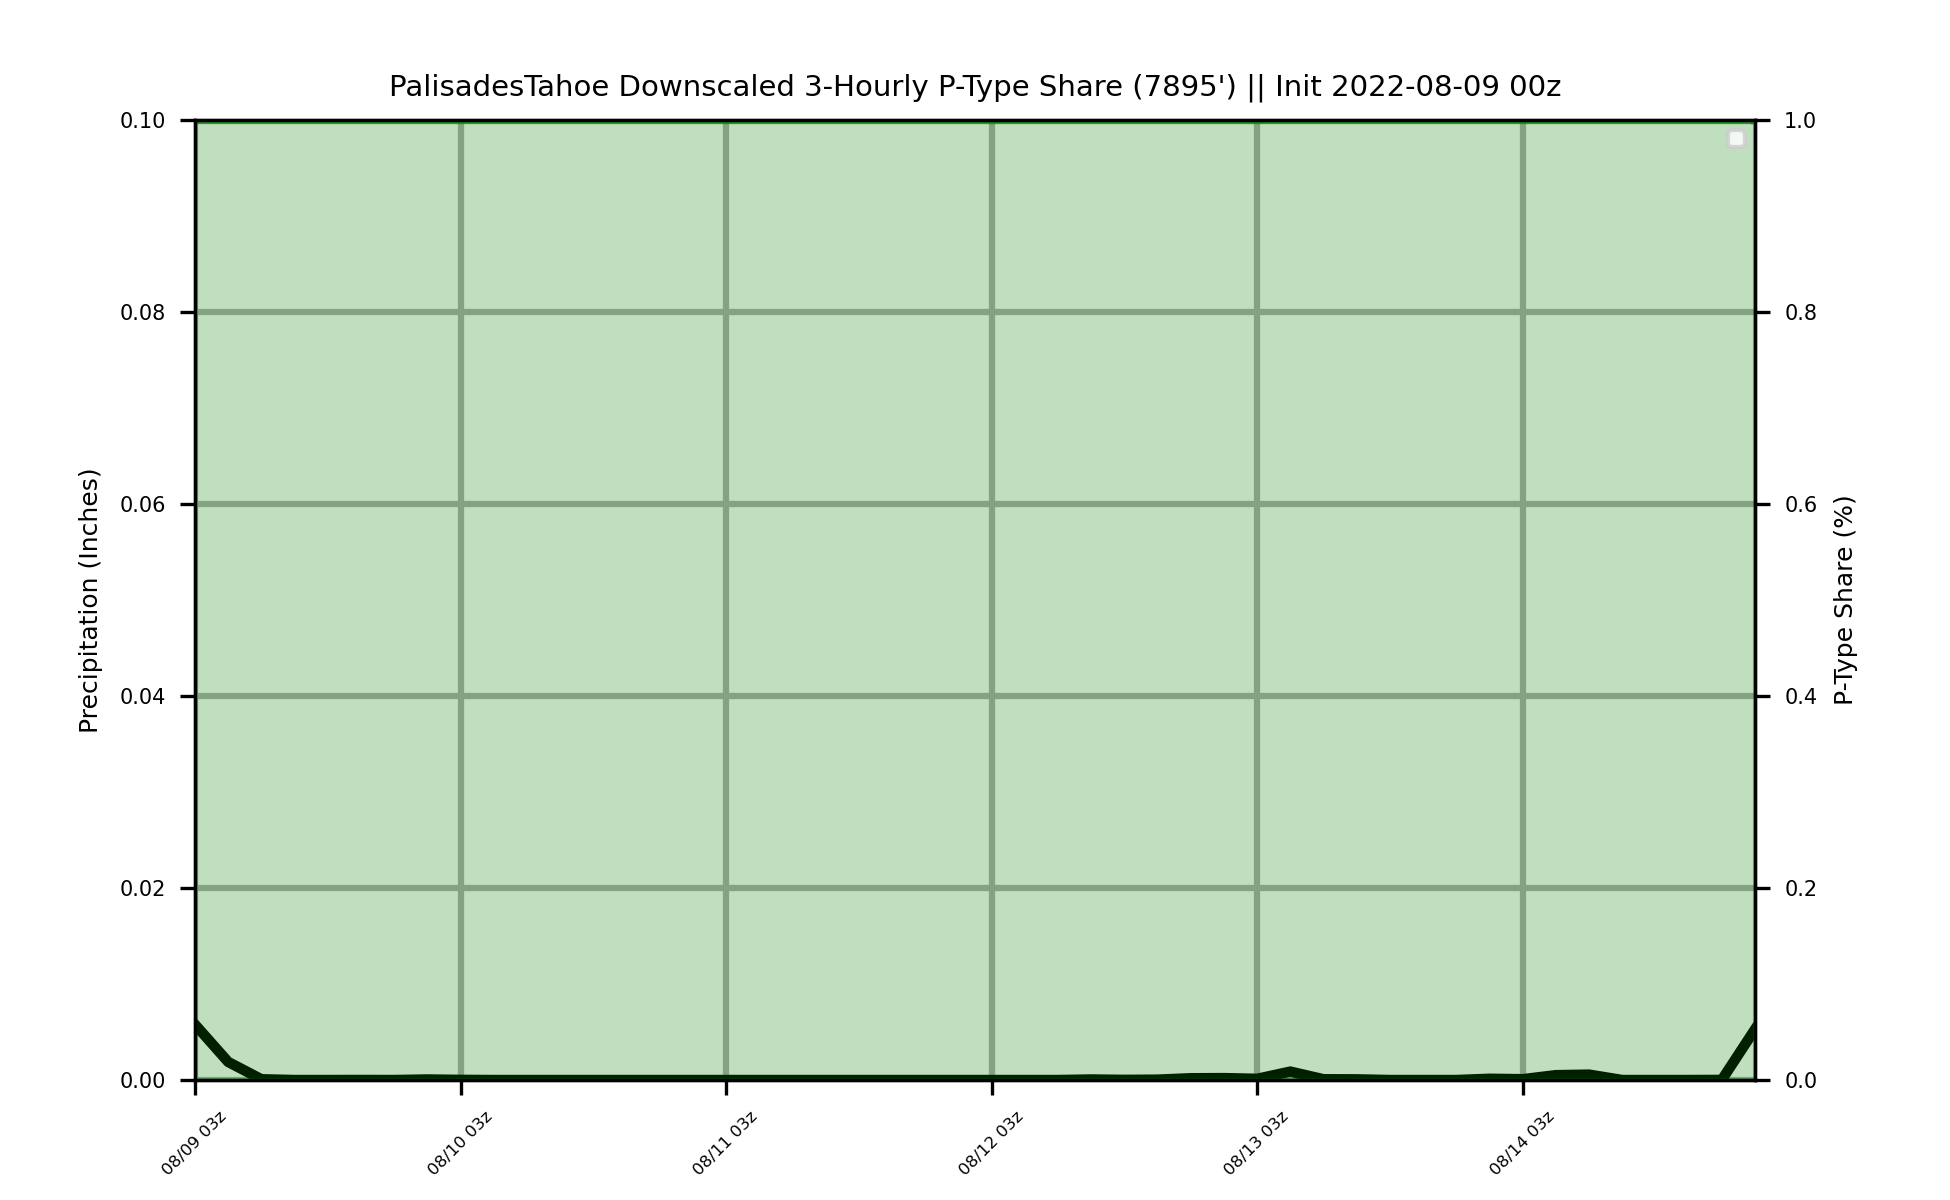 PalisadesTahoe Downscaled 3-Hourly P-Type Share (7895') || Init 2022-08-09 00z
Precipitation (Inches)
0.10
0.08
0.06
0.04
0.02
0.00
1.0
0.8
0.6
0.4
0.2
0.0
P-Type Share (%)
08/09 03z
08/10 03z
08/11 03z
08/12 03z
08/13 03z
08/14 03z